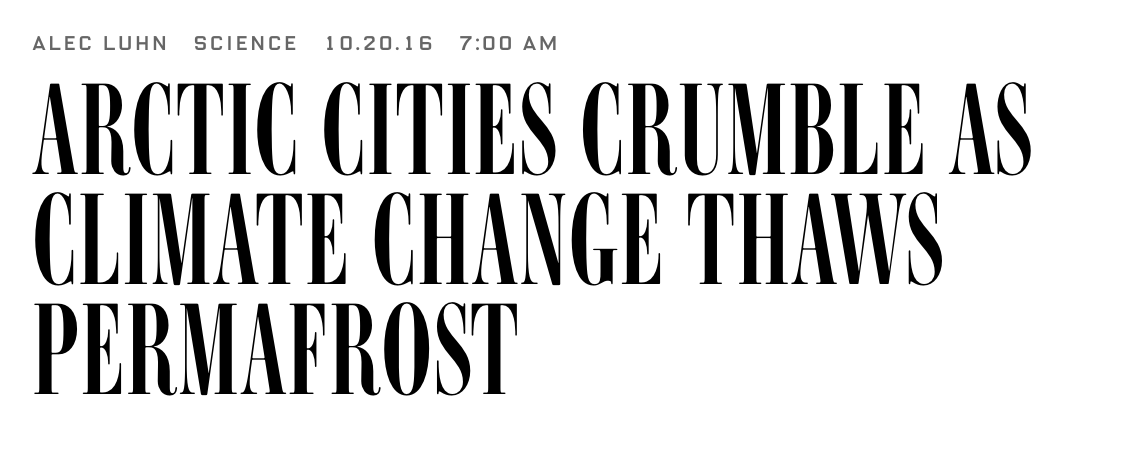 ALEC LUHN SCIENCE 10.20.16 7:00 AM
ARCTIC CITIES CRUMBLE AS
CLIMATE CHANGE THAWS
PERMAFROST